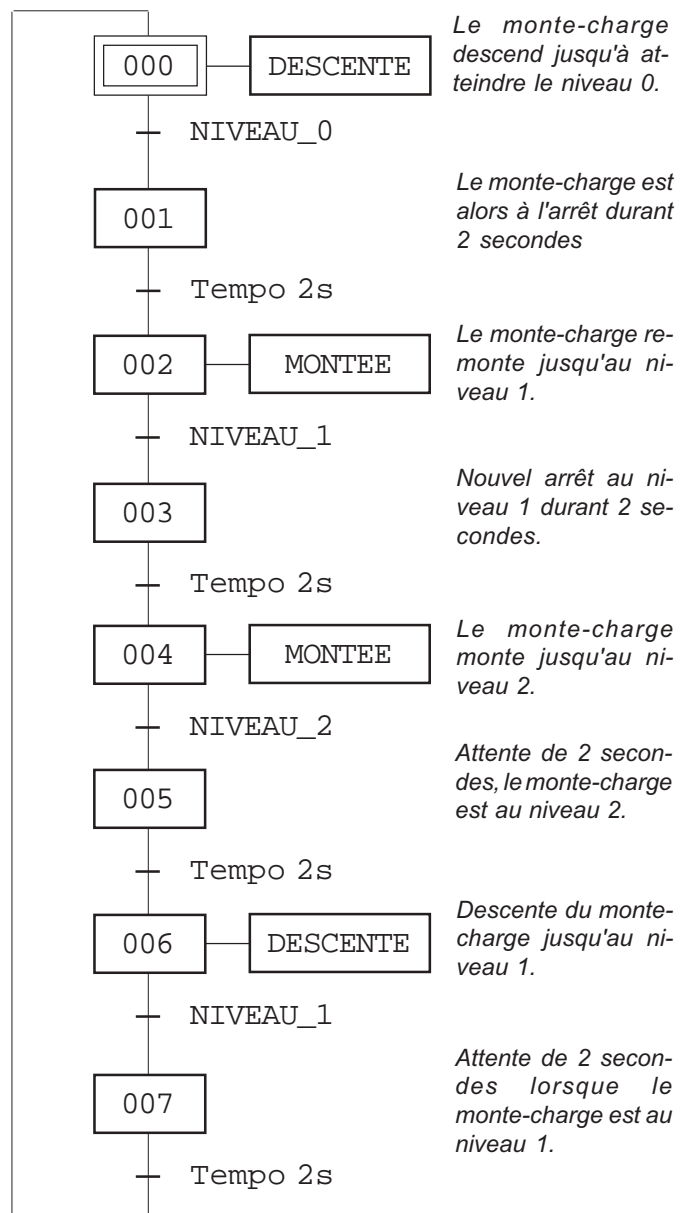 Le monte-charge
000 DESCENTE
descend jusqu'à at-
teindre le niveau 0.
NIVEAU_0
Le monte-charge est
001
alors à l'arrêt durant
2 secondes
Tempo 2s
Le monte-charge re-
002 MONTEE
monte jusqu'au ni-
veau 1.
NIVEAU_1
Nouvel arrêt au ni-
003
veau 1 durant 2 se-
condes.
Tempo 2s
Le monte-charge
004 MONTEE
monte jusqu'au ni-
veau 2.
NIVEAU_2
Attente de 2 secon-
des, le monte-charge
005
est au niveau 2.
Tempo 2s
Descente du monte-
006 DESCENTE
charge jusqu'au ni-
veau 1.
NIVEAU_1
Attente de 2 secon-
des lorsque le
007
monte-charge est au
niveau 1.
Tempo 2s